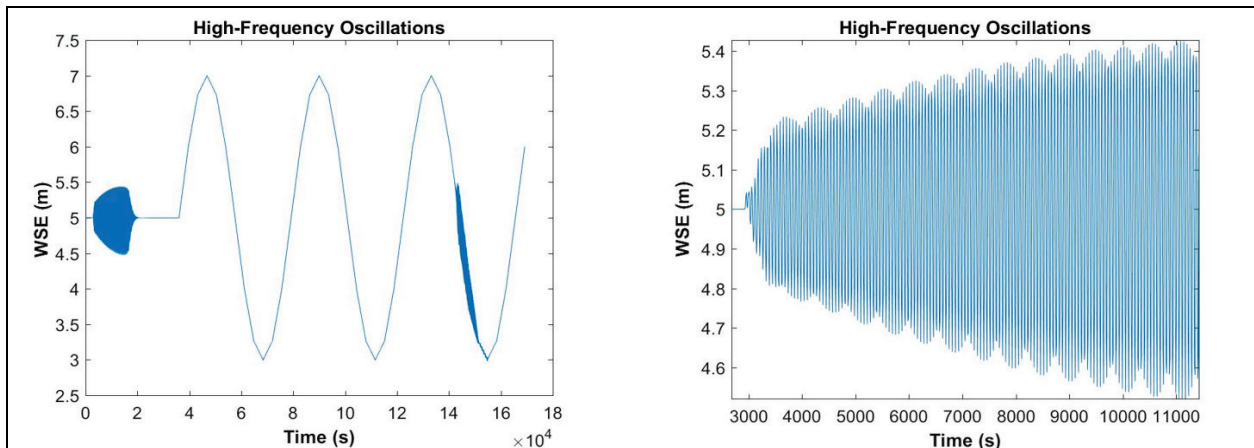 High-Frequency Oscillations
WSE (m)
7.5
7
6.5
6
5.5
5
4.5
4
3.5
3
2.5
0 2 4 6 8 10 12 14 16 18
Time (s)
×10⁴
High-Frequency Oscillations
WSE (m)
5.4
5.3
5.2
5.1
5
4.9
4.8
4.7
4.6
3000 4000 5000 6000 7000 8000 9000 10000 11000
Time (s)